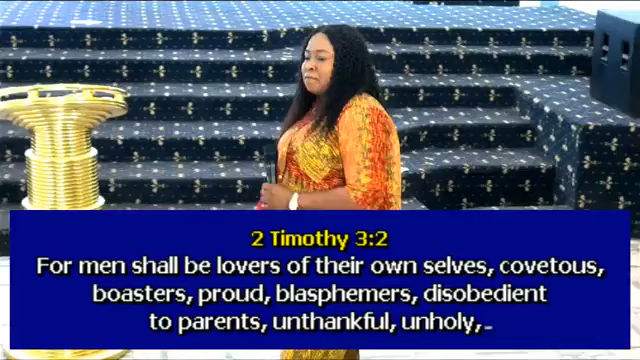 2 Timothy 3:2
For men shall be lovers of their own selves, covetous,
boasters, proud, blasphemers, disobedient
to parents, unthankful, unholy,